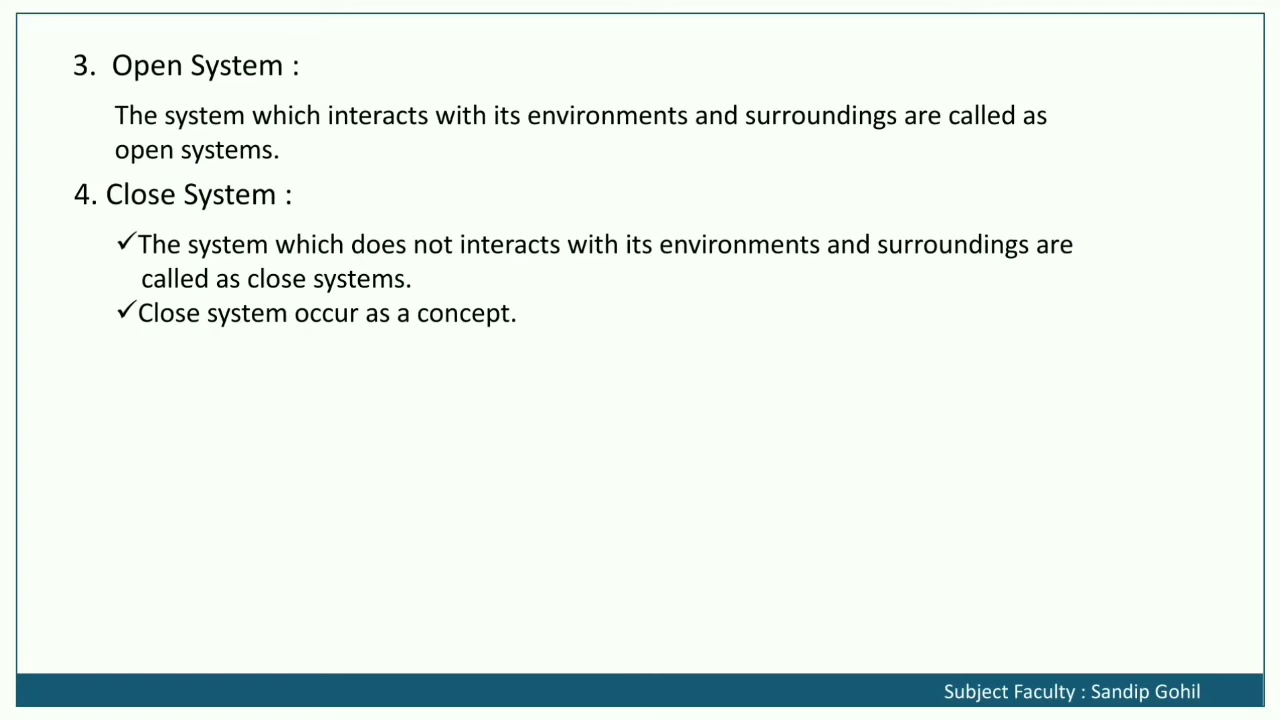 3. Open System :
The system which interacts with its environments and surroundings are called as
open systems.
4. Close System :
✓The system which does not interacts with its environments and surroundings are
called as close systems.
✓Close system occur as a concept.
Subject Faculty : Sandip Gohil